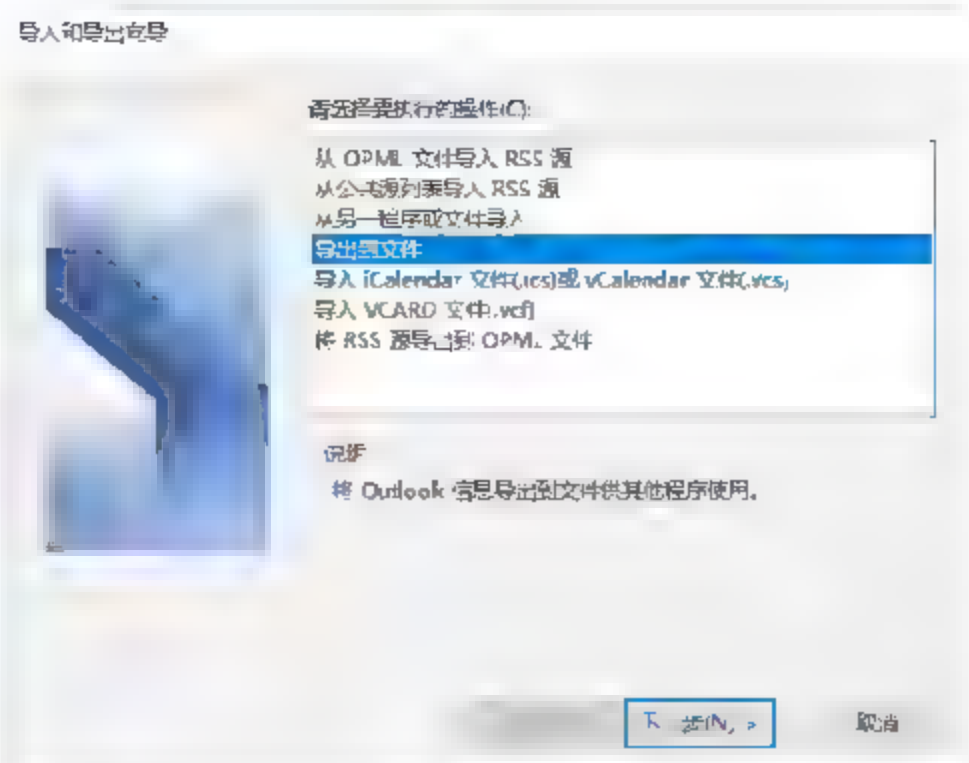 导入和导出向导
请选择要执行的操作(C):
从 OPML 文件导入 RSS 源
从公共源列表导入 RSS 源
从另一程序或文件导入
导出到文件
导入 iCalendar 文件(.ics)或 vCalendar 文件(.vcs)
导入 VCARD 文件(.vcf)
将 RSS 源导出到 OPML 文件
说明
将 Outlook 信息导出到文件供其他程序使用。
下一步(N) >
取消